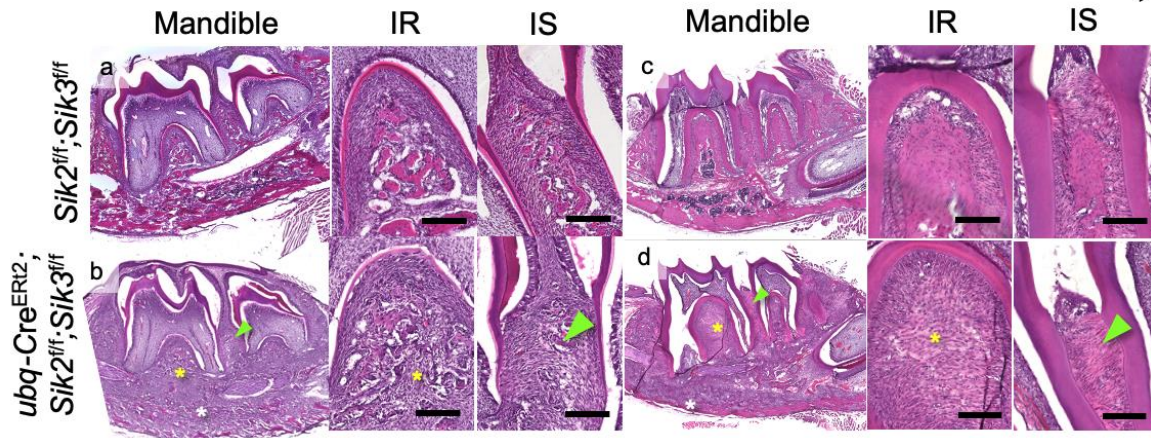 Mandible IR IS Mandible IR IS
Sik2f/f;Sik3f/f
a
c
ubq-CreERt2;
Sik2f/f;Sik3f/f
b
d